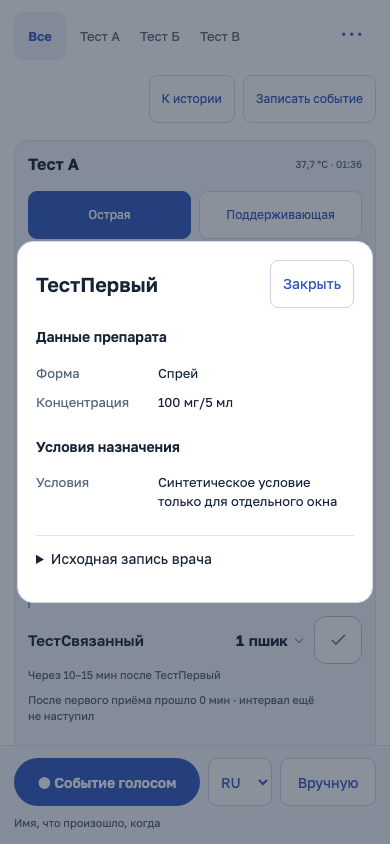 Все Тест А Тест Б Тест В ...
К истории Записать событие
Тест А 37,7 °C · 01:36
Острая Поддерживающая
ТестПервый Закрыть
Данные препарата
Форма Спрей
Концентрация 100 мг/5 мл
Условия назначения
Условия Синтетическое условие
только для отдельного окна
Исходная запись врача
ТестСвязанный 1 пшик
Через 10–15 мин после ТестПервый
После первого приёма прошло 0 мин · интервал ещё
не наступил
Событие голосом RU Вручную
Имя, что произошло, когда